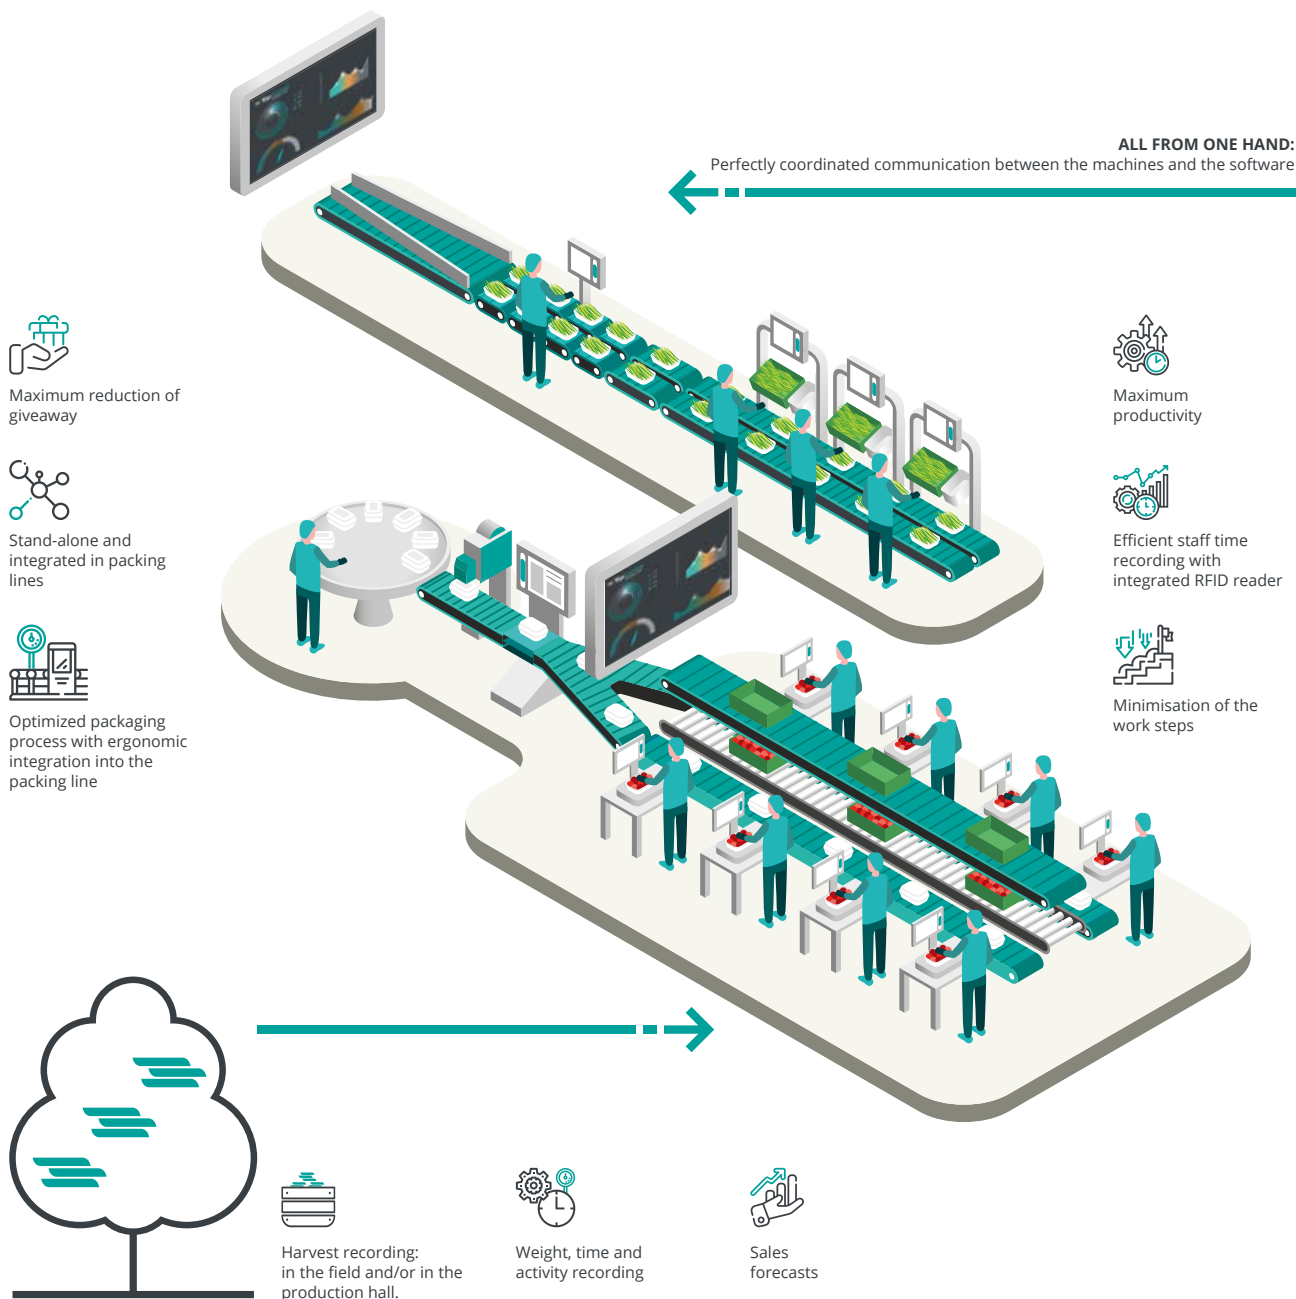 ALL FROM ONE HAND:
Perfectly coordinated communication between the machines and the software
Maximum reduction of
giveaway
Stand-alone and
integrated in packing
lines
Optimized packaging
process with ergonomic
integration into the
packing line
Maximum
productivity
Efficient staff time
recording with
integrated RFID reader
Minimisation of the
work steps
Harvest recording:
in the field and/or in the
production hall.
Weight, time and
activity recording
Sales
forecasts